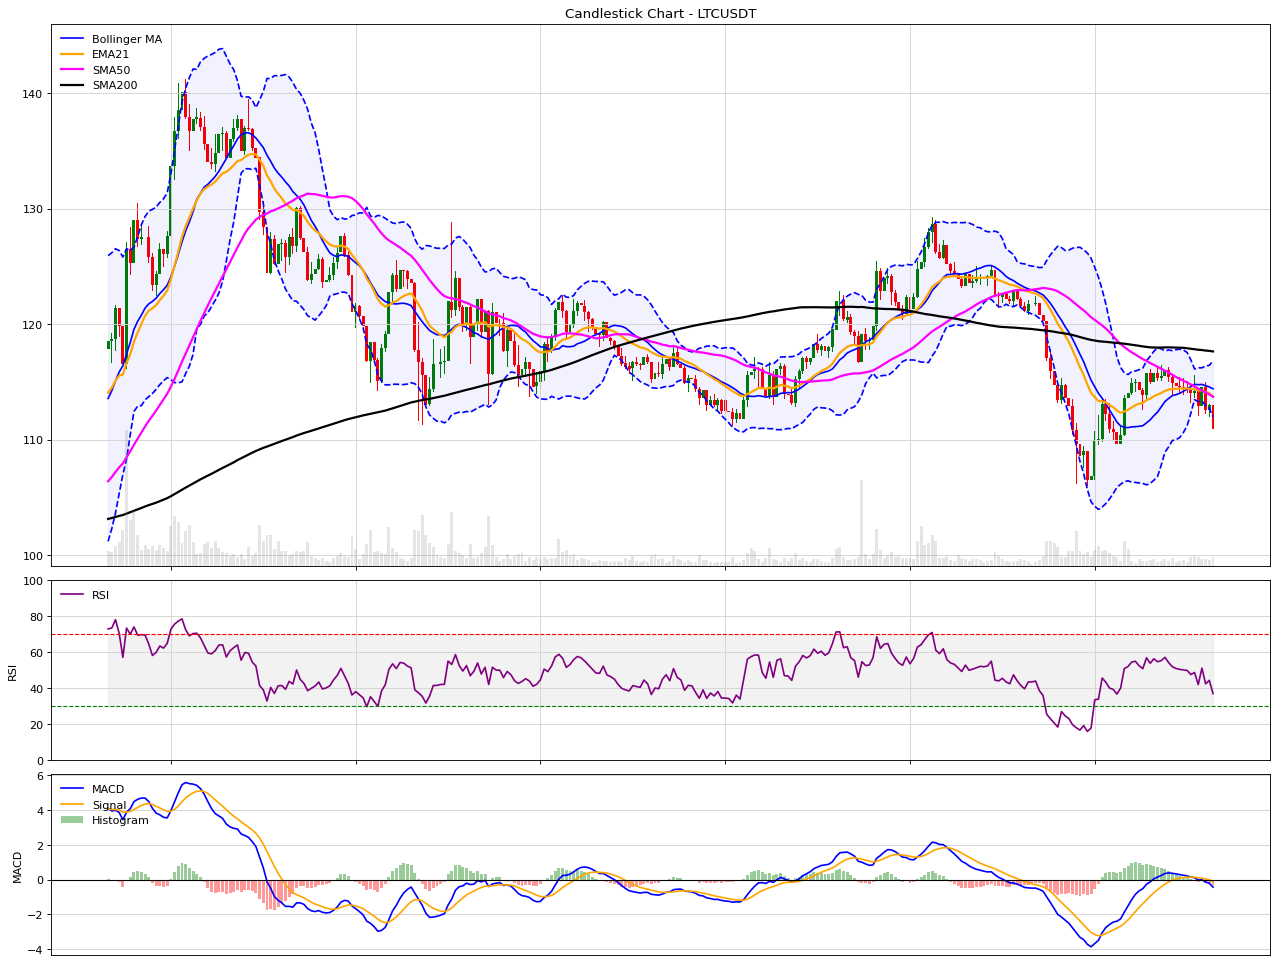 Candlestick Chart - LTCUSDT
Bollinger MA
EMA21
SMA50
SMA200
140
130
120
110
100
RSI
100
80
60
40
20
0
RSI
MACD
Signal
Histogram
6
4
2
0
−2
−4
MACD